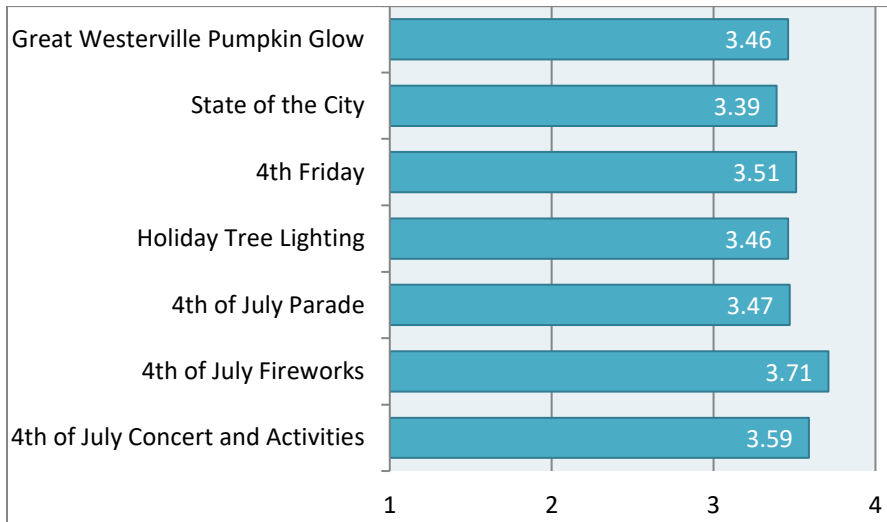 Great Westerville Pumpkin Glow 3.46
State of the City 3.39
4th Friday 3.51
Holiday Tree Lighting 3.46
4th of July Parade 3.47
4th of July Fireworks 3.71
4th of July Concert and Activities 3.59
1 2 3 4